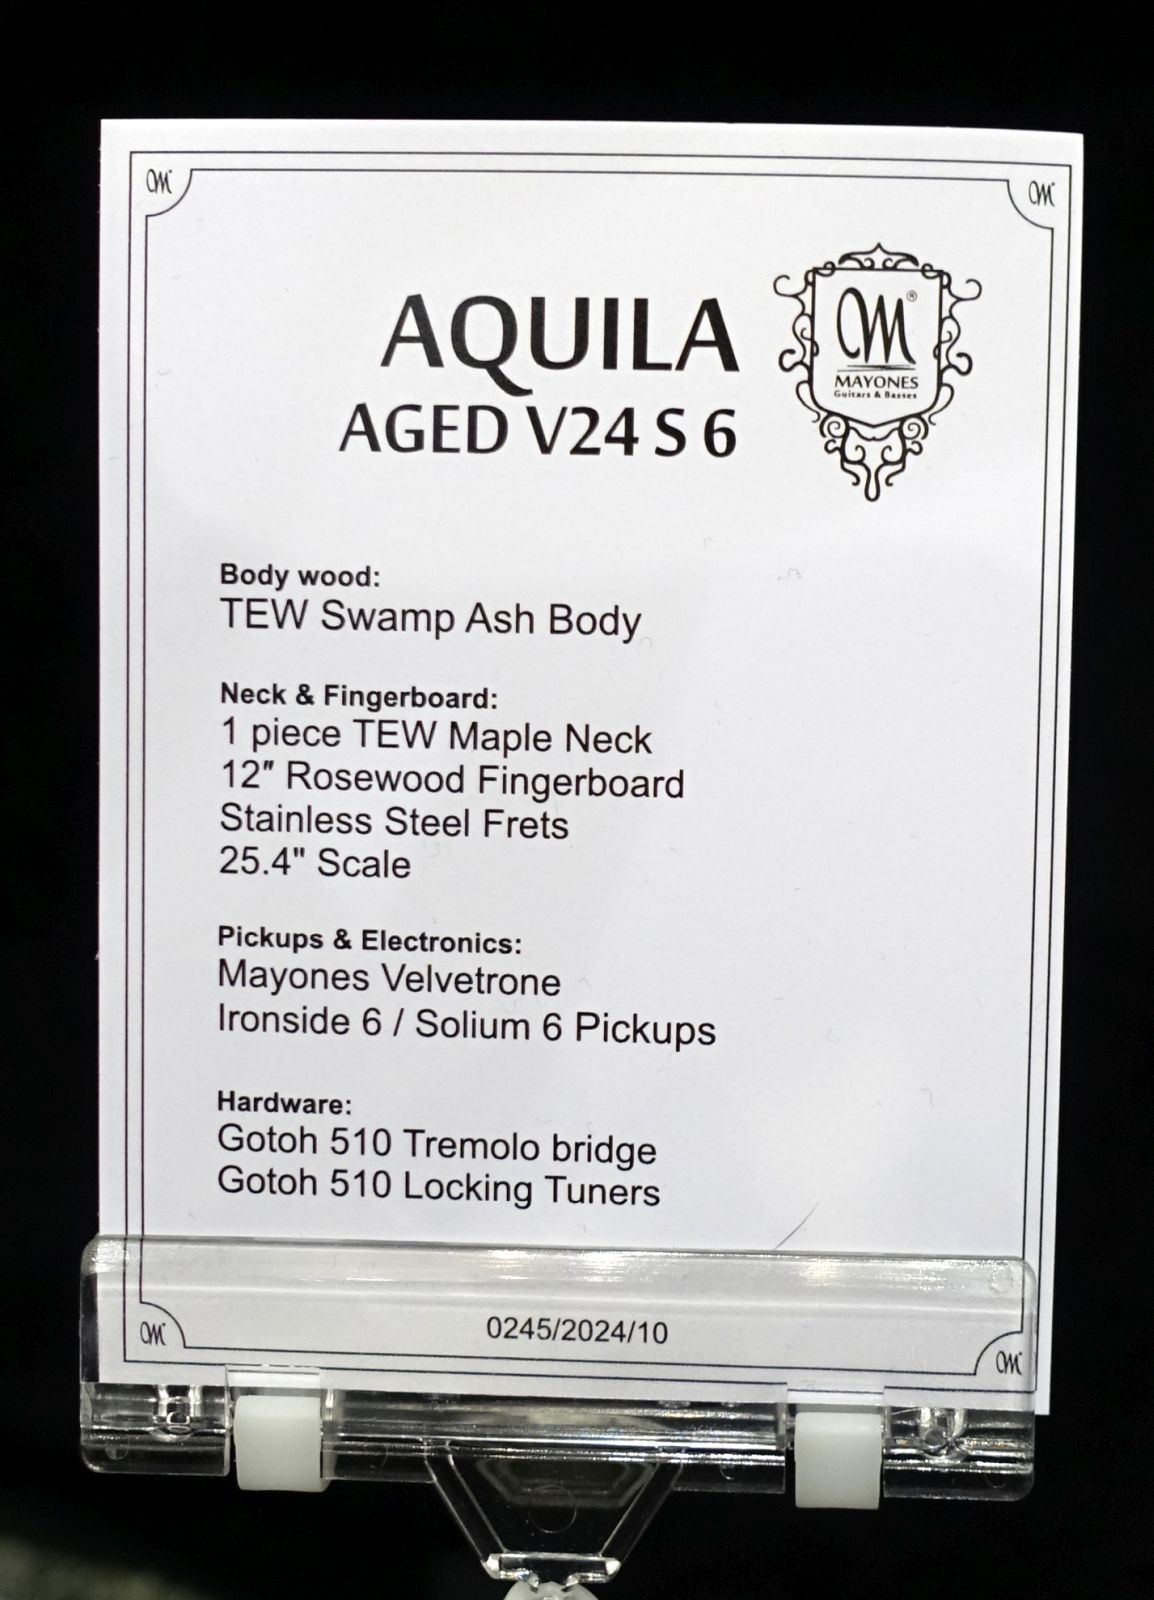 AQUILA
AGED V24 S 6
M®
MAYONES
Guitars & Basses
Body wood:
TEW Swamp Ash Body
Neck & Fingerboard:
1 piece TEW Maple Neck
12″ Rosewood Fingerboard
Stainless Steel Frets
25.4" Scale
Pickups & Electronics:
Mayones Velvetrone
Ironside 6 / Solium 6 Pickups
Hardware:
Gotoh 510 Tremolo bridge
Gotoh 510 Locking Tuners
0245/2024/10